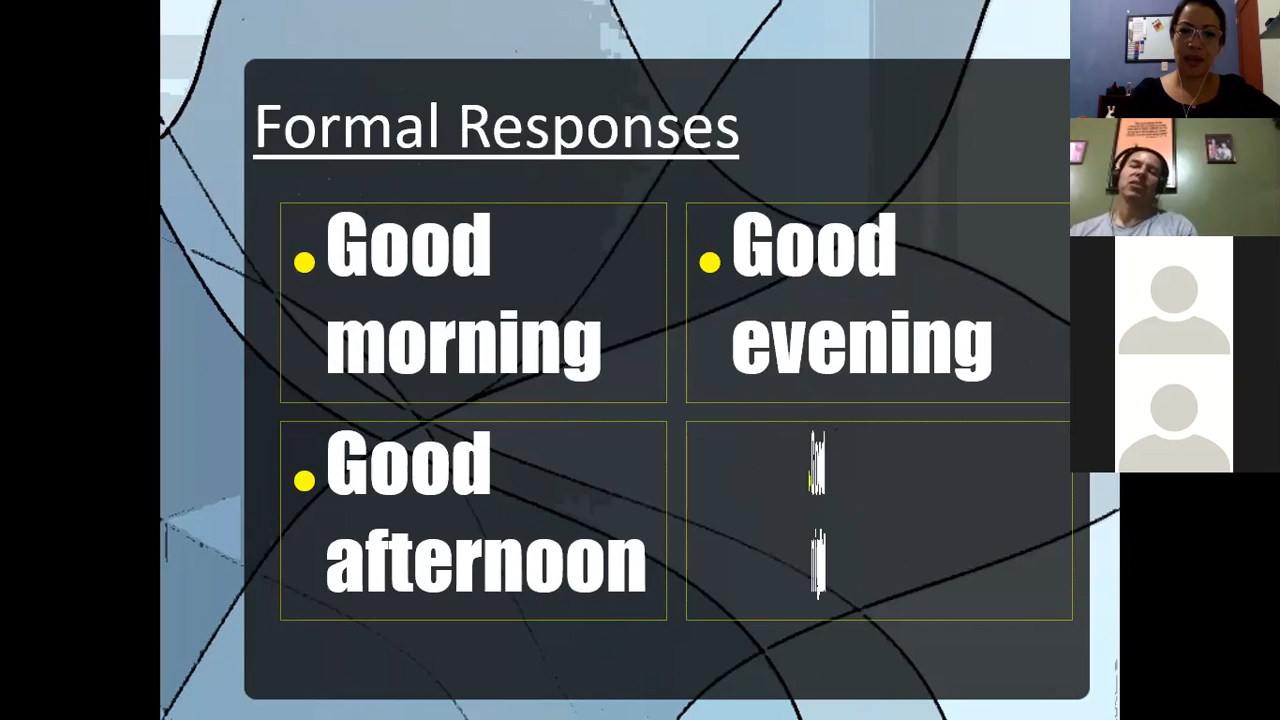 Formal Responses
Good
morning
Good
evening
Good
afternoon